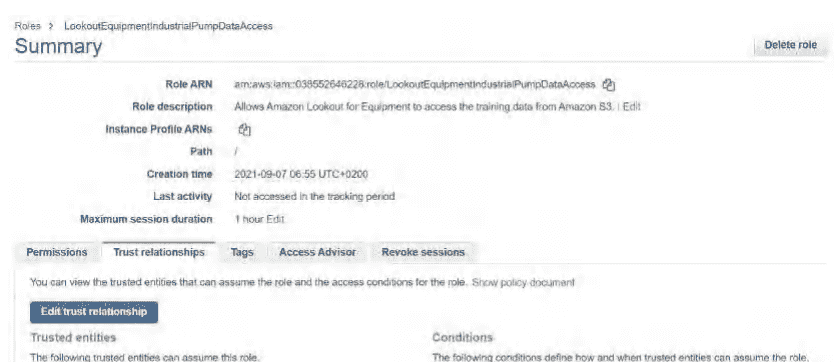 Roles > LookoutEquipmentIndustrialPumpDataAccess
Summary
Delete role
Role ARN arn:aws:iam::038552646228:role/LookoutEquipmentIndustrialPumpDataAccess
Role description Allows Amazon Lookout for Equipment to access the training data from Amazon S3. | Edit
Instance Profile ARNs
Path /
Creation time 2021-09-07 06:55 UTC+0200
Last activity Not accessed in the tracking period
Maximum session duration 1 hour Edit
Permissions Trust relationships Tags Access Advisor Revoke sessions
You can view the trusted entities that can assume the role and the access conditions for the role. Show policy document
Edit trust relationship
Trusted entities Conditions
The following trusted entities can assume this role. The following conditions define how and when trusted entities can assume the role.